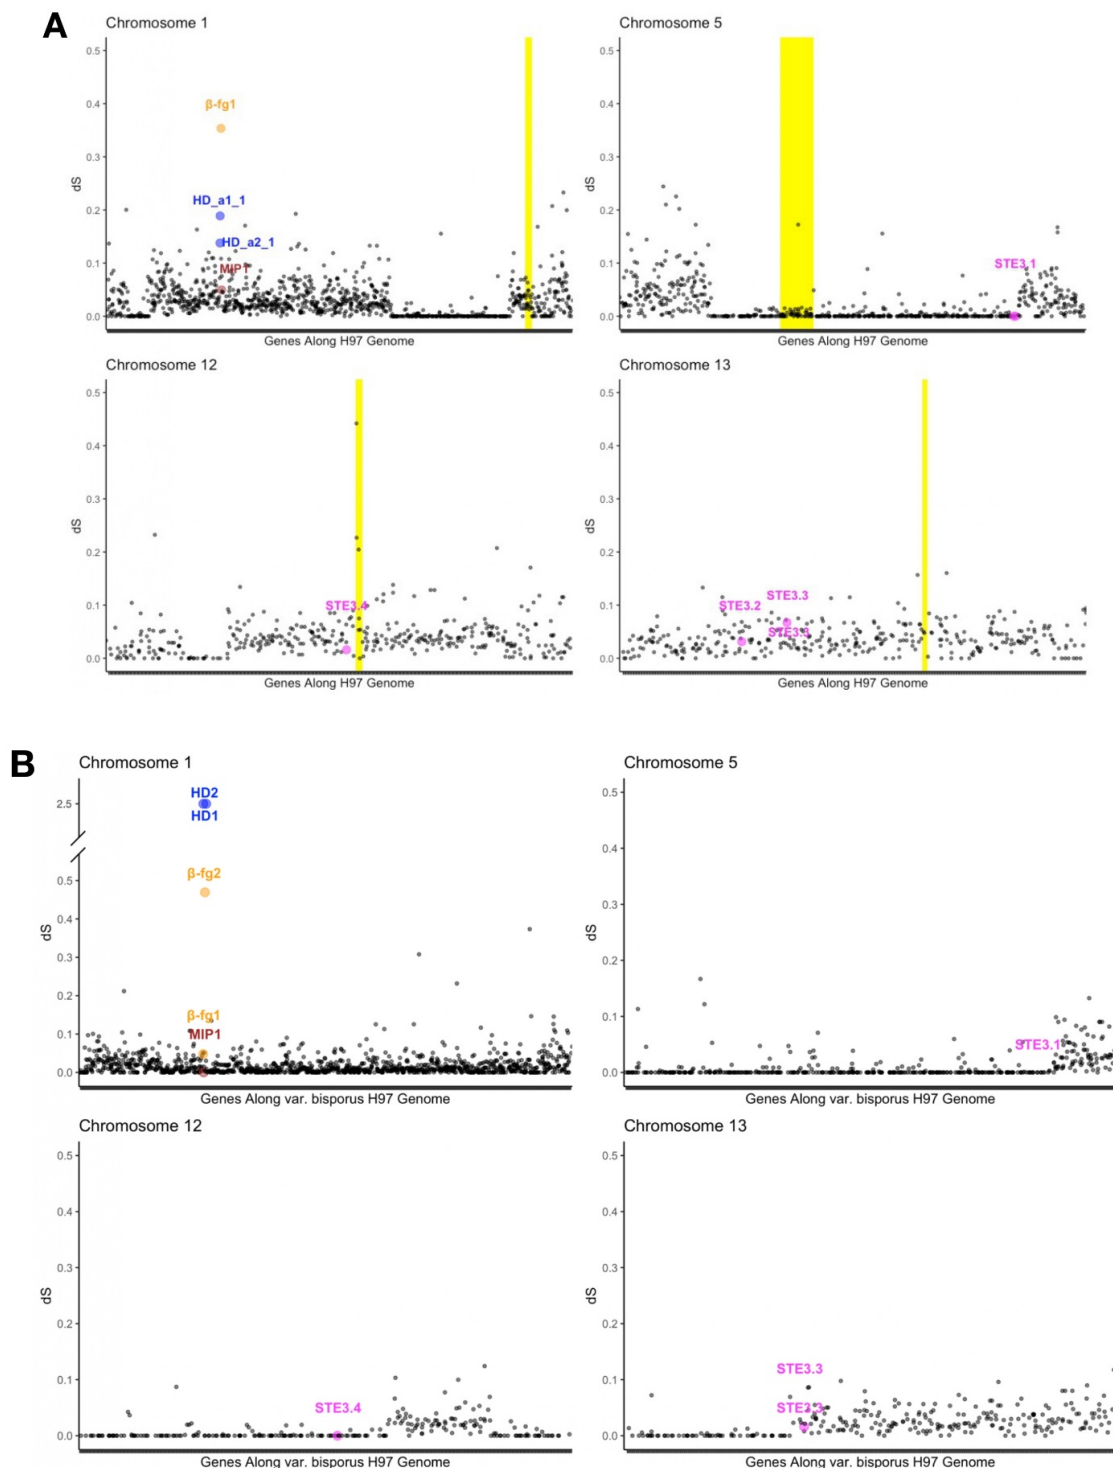 A
Chromosome 1
0.5
0.4
0.3
0.2
0.1
0.0
dS
β-fg1
HD_a1_1
HD_a2_1
MIP1
Genes Along H97 Genome
Chromosome 5
0.5
0.4
0.3
0.2
0.1
0.0
dS
STE3.1
Genes Along H97 Genome
Chromosome 12
0.5
0.4
0.3
0.2
0.1
0.0
dS
STE3.4
Genes Along H97 Genome
Chromosome 13
0.5
0.4
0.3
0.2
0.1
0.0
dS
STE3.3
STE3.2
STE3.3
Genes Along H97 Genome
B
Chromosome 1
2.5
0.5
0.4
0.3
0.2
0.1
0.0
dS
HD2
HD1
β-fg2
β-fg1
MIP1
Genes Along var. bisporus H97 Genome
Chromosome 5
0.5
0.4
0.3
0.2
0.1
0.0
dS
STE3.1
Genes Along var. bisporus H97 Genome
Chromosome 12
0.5
0.4
0.3
0.2
0.1
0.0
dS
STE3.4
Genes Along var. bisporus H97 Genome
Chromosome 13
0.5
0.4
0.3
0.2
0.1
0.0
dS
STE3.3
STE3.3
Genes Along var. bisporus H97 Genome